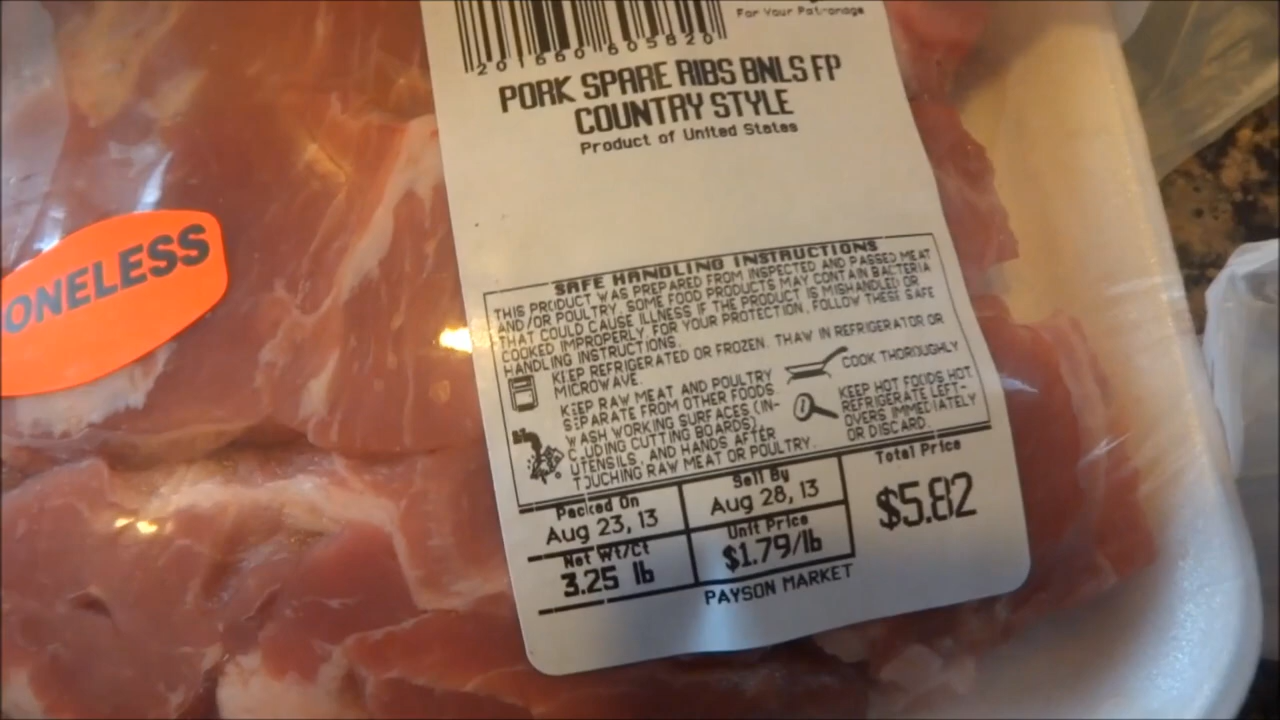 For Your Patronage
201660 605820
PORK SPARE RIBS BNLS FP
COUNTRY STYLE
Product of United States
ONELESS
SAFE HANDLING INSTRUCTIONS
THIS PRODUCT WAS PREPARED FROM INSPECTED AND PASSED MEAT
AND/OR POULTRY. SOME FOOD PRODUCTS MAY CONTAIN BACTERIA
THAT COULD CAUSE ILLNESS IF THE PRODUCT IS MISHANDLED OR
COOKED IMPROPERLY. FOR YOUR PROTECTION, FOLLOW THESE SAFE
HANDLING INSTRUCTIONS.
KEEP REFRIGERATED OR FROZEN. THAW IN REFRIGERATOR OR
MICROWAVE.
KEEP RAW MEAT AND POULTRY
SEPARATE FROM OTHER FOODS.
WASH WORKING SURFACES (IN-
CLUDING CUTTING BOARDS),
UTENSILS, AND HANDS AFTER
TOUCHING RAW MEAT OR POULTRY.
COOK THOROUGHLY
KEEP HOT FOODS HOT.
REFRIGERATE LEFT-
OVERS IMMEDIATELY
OR DISCARD.
Packed On
Aug 23, 13
Sell By
Aug 28, 13
Total Price
$5.82
Net Wt/Ct
3.25 lb
Unit Price
$1.79/lb
PAYSON MARKET